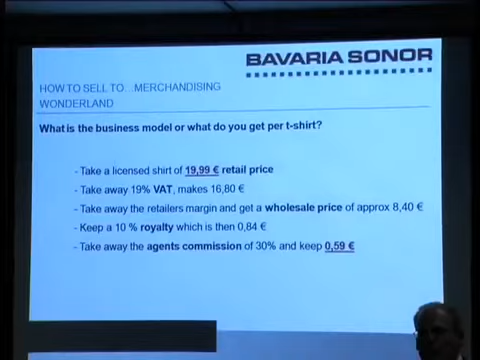 BAVARIA SONOR
HOW TO SELL TO...MERCHANDISING
WONDERLAND
What is the business model or what do you get per t-shirt?
- Take a licensed shirt of 19,99 € retail price
- Take away 19% VAT, makes 16,80 €
- Take away the retailers margin and get a wholesale price of approx 8,40 €
- Keep a 10 % royalty which is then 0,84 €
- Take away the agents commission of 30% and keep 0,59 €